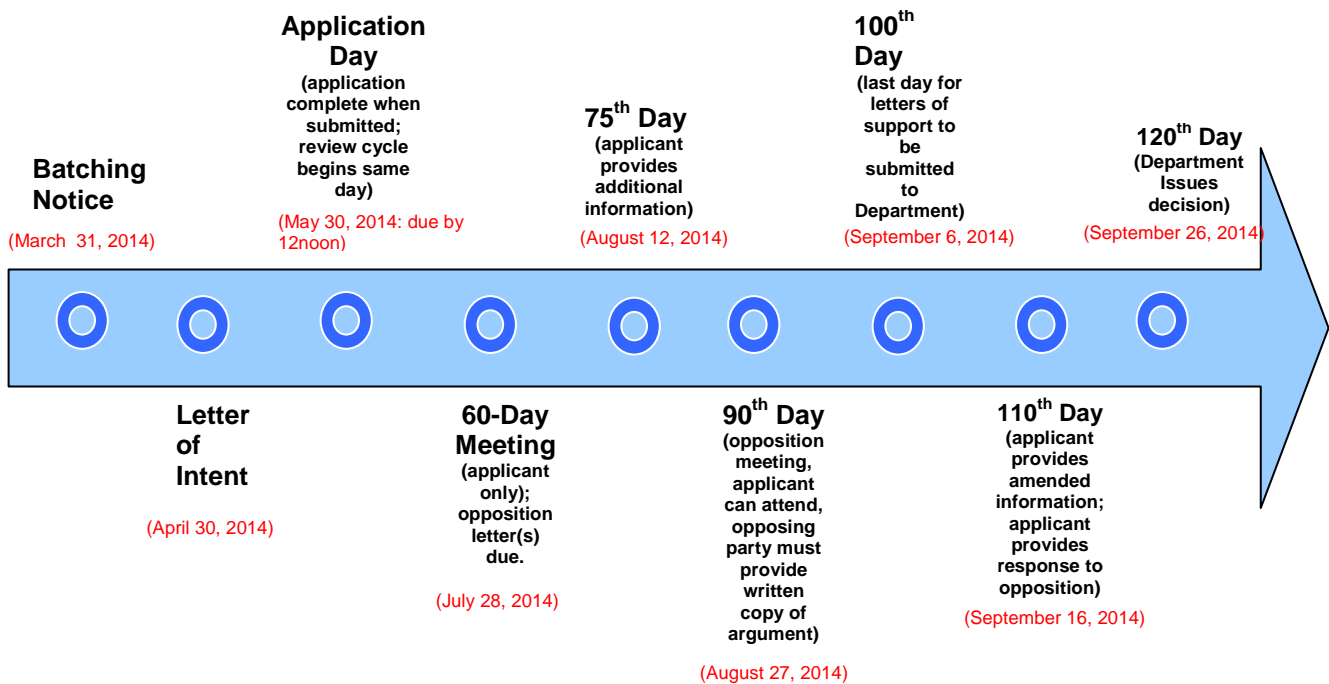 Batching
Notice
(March 31, 2014)
Letter
of
Intent
(April 30, 2014)
Application
Day
(application
complete when
submitted;
review cycle
begins same
day)
(May 30, 2014: due by
12noon)
60-Day
Meeting
(applicant
only);
opposition
letter(s)
due.
(July 28, 2014)
75th Day
(applicant
provides
additional
information)
(August 12, 2014)
90th Day
(opposition
meeting,
applicant
can attend,
opposing
party must
provide
written
copy of
argument)
(August 27, 2014)
100th
Day
(last day for
letters of
support to
be
submitted
to
Department)
(September 6, 2014)
110th Day
(applicant
provides
amended
information;
applicant
provides
response to
opposition)
(September 16, 2014)
120th Day
(Department
Issues
decision)
(September 26, 2014)